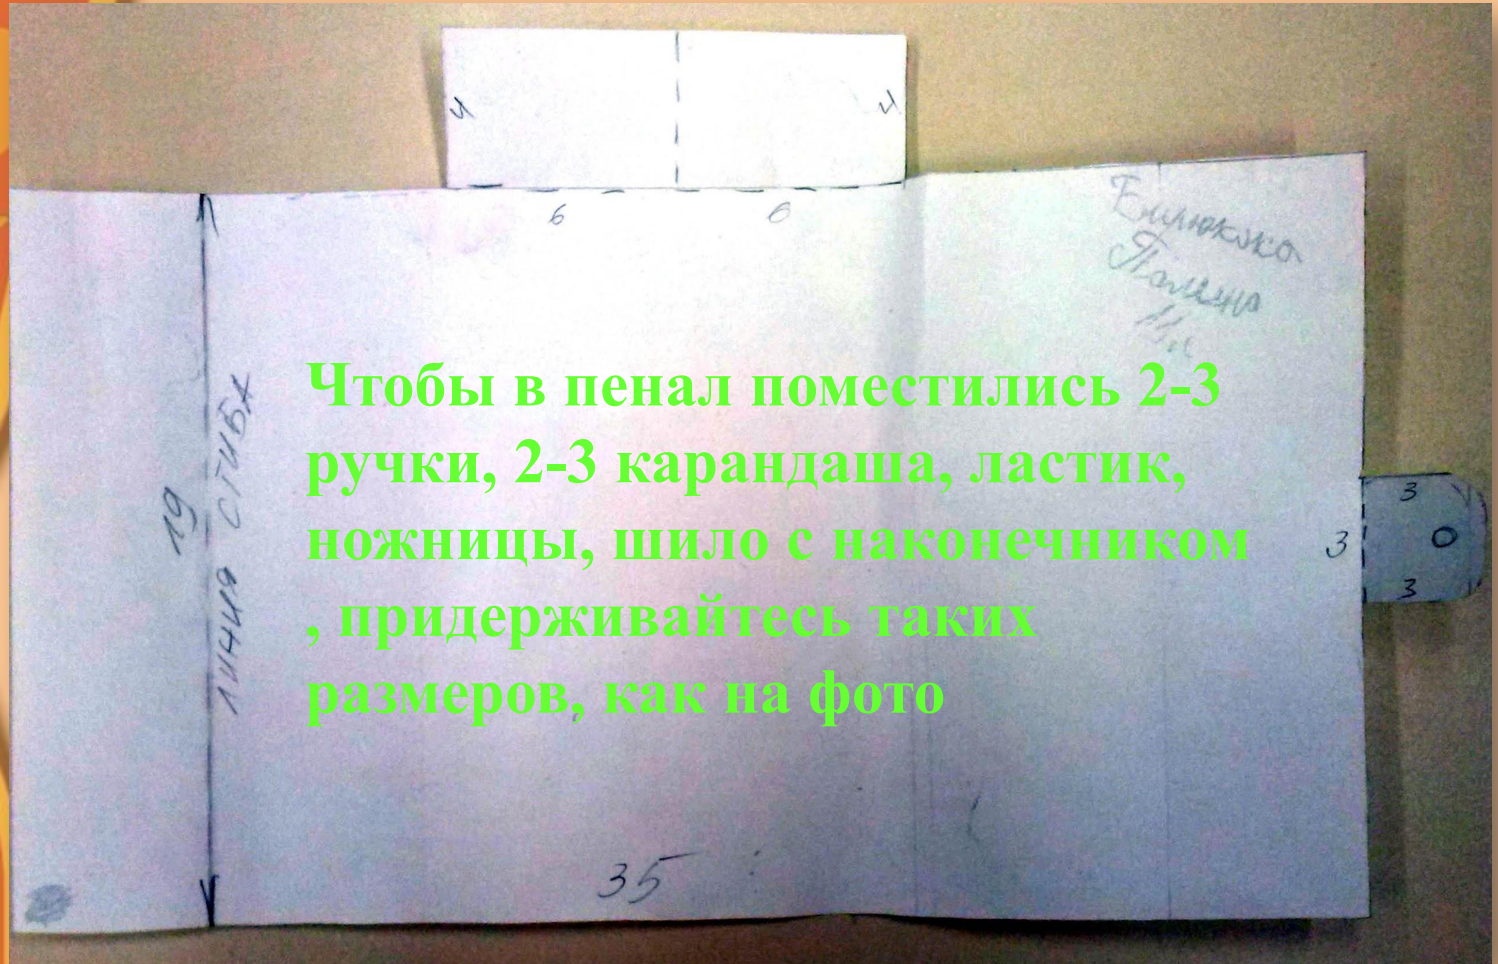 4
4
6 6
Полина
19
ЛИНИЯ СГИБА
Чтобы в пенал поместились 2-3
ручки, 2-3 карандаша, ластик,
ножницы, шило с наконечником
, придерживайтесь таких
размеров, как на фото
3
3
3
35